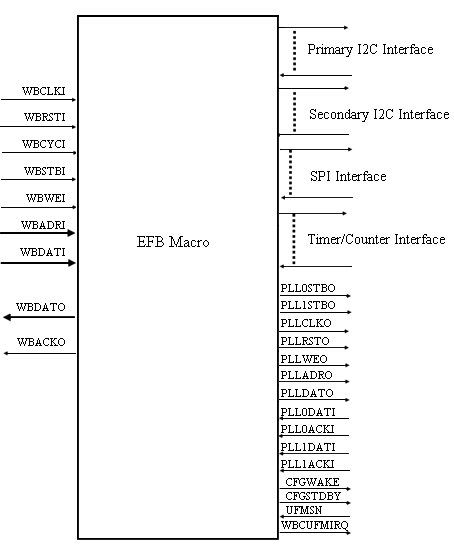 WBCLKI
WBRSTI
WBCYCI
WBSTBI
WBWEI
WBADRI
WBDATI
WBDATO
WBACKO
EFB Macro
Primary I2C Interface
Secondary I2C Interface
SPI Interface
Timer/Counter Interface
PLL0STBO
PLL1STBO
PLLCLKO
PLLRSTO
PLLWEO
PLLADRO
PLLDATO
PLL0DATI
PLL0ACKI
PLL1DATI
PLL1ACKI
CFGWAKE
CFGSTDBY
UFMSN
WBCUFMIRQ